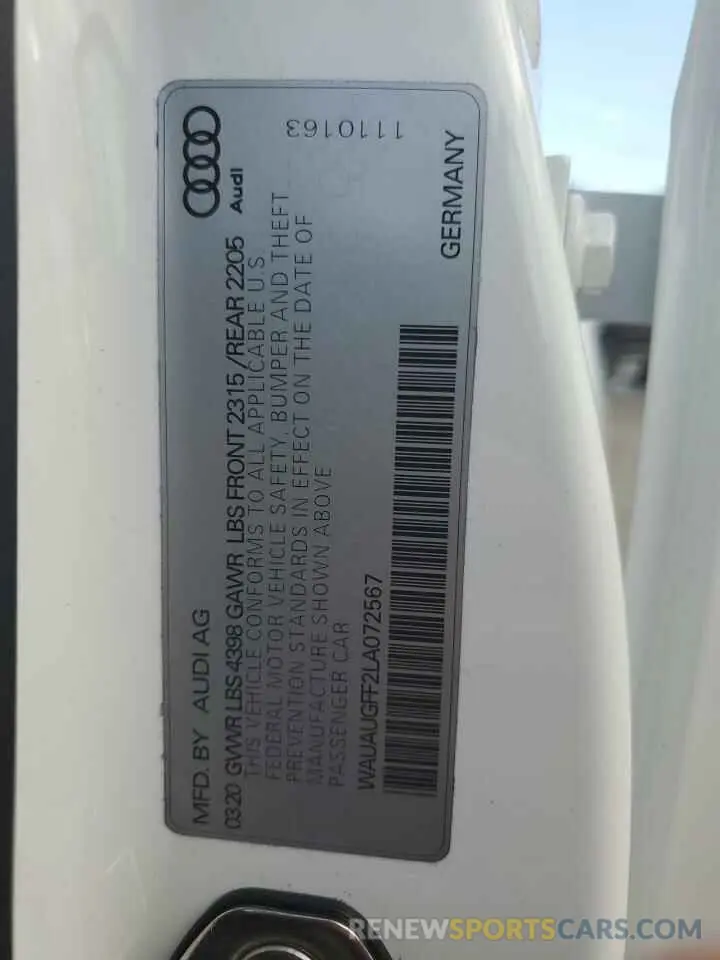 MFD. BY AUDI AG
0320 GVWR LBS 4398 GAWR LBS FRONT 2315/REAR 2205
THIS VEHICLE CONFORMS TO ALL APPLICABLE U S
FEDERAL MOTOR VEHICLE SAFETY, BUMPER AND THEFT
PREVENTION STANDARDS IN EFFECT ON THE DATE OF
MANUFACTURE SHOWN ABOVE
PASSENGER CAR
WAUAUGFF2LA072567
Audi
1110163
GERMANY
RENEWSPORTSCARS.COM